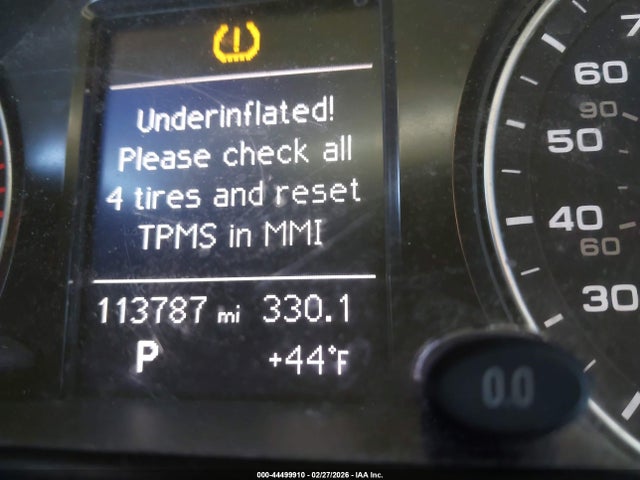 Underinflated!
Please check all
4 tires and reset
TPMS in MMI
113787 mi 330.1
P +44°F
60
90
50
40
60
30
0.0
000-44499910 - 02/27/2026 - IAA Inc.